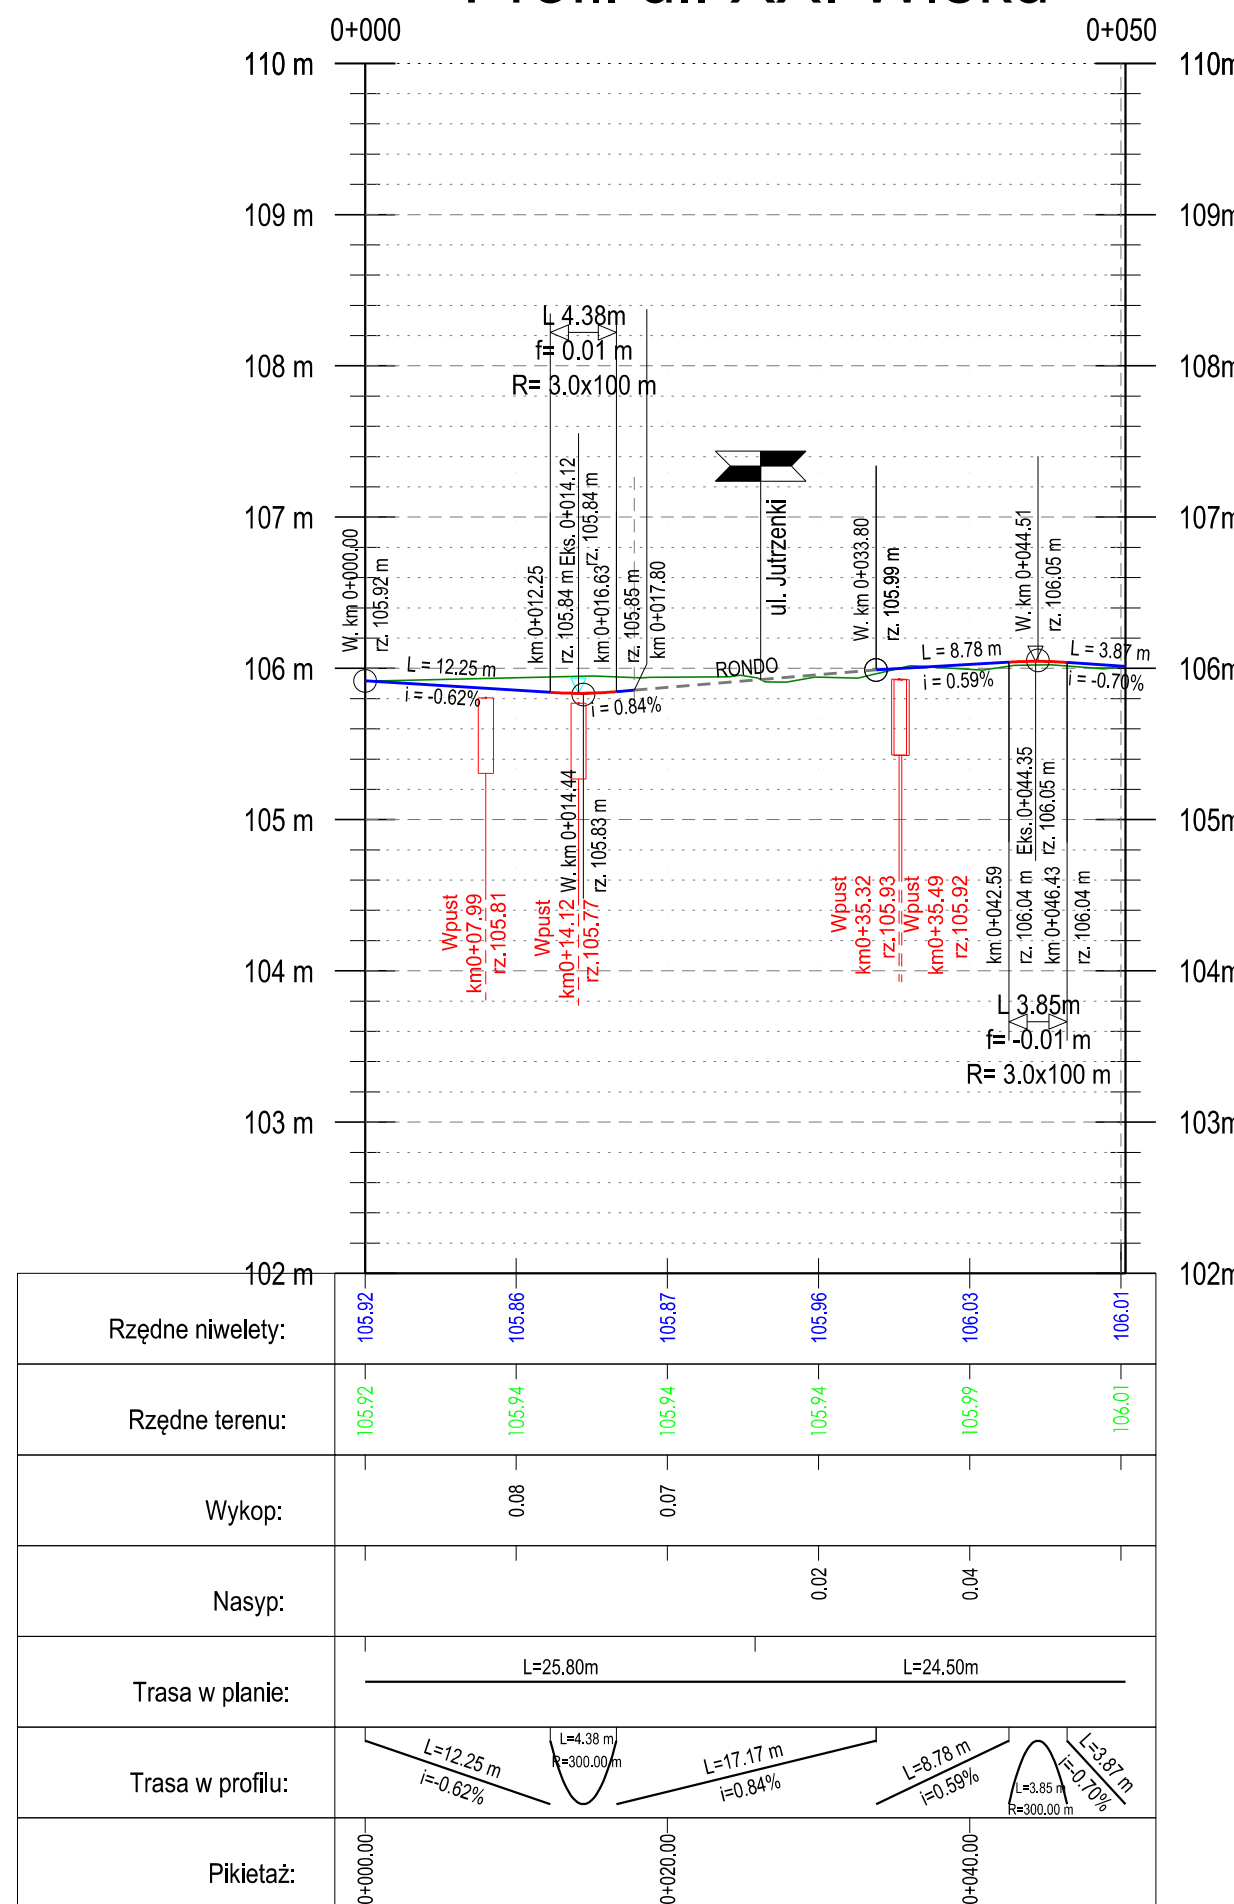 0+000
0+050
110 m
110m
109 m
109m
108 m
108m
107 m
107m
106 m
106m
105 m
105m
104 m
104m
103 m
103m
102 m
102m
L 4.38m
f= 0.01 m
R= 3.0x100 m
W. km 0+000.00
rz. 105.92 m
km 0+012.25
rz. 105.84 m
Eks. 0+014.12
rz. 105.84 m
km 0+016.63
rz. 105.85 m
km 0+017.80
ul. Jutrzenki
W. km 0+033.80
rz. 105.99 m
W. km 0+044.51
rz. 106.05 m
L = 12.25 m
i = -0.62%
i = 0.84%
RONDO
L = 8.78 m
i = 0.59%
L = 3.87 m
i = -0.70%
W. km 0+014.44
rz. 105.83 m
Wpust
km0+07.99
rz.105.81
Wpust
km0+14.12
rz.105.77
Wpust
km0+35.32
rz.105.93
Wpust
km0+35.49
rz.105.92
km 0+042.59
rz. 106.04 m
Eks. 0+044.35
rz. 106.05 m
km 0+046.43
rz. 106.04 m
L 3.85m
f= -0.01 m
R= 3.0x100 m
Rzędne niwelety:
105.92
105.86
105.87
105.96
106.03
106.01
Rzędne terenu:
105.92
105.94
105.94
105.94
105.99
106.01
Wykop:
0.08
0.07
Nasyp:
0.02
0.04
Trasa w planie:
L=25.80m
L=24.50m
Trasa w profilu:
L=12.25 m
i=-0.62%
L=4.38 m
R=300.00 m
L=17.17 m
i=0.84%
L=8.78 m
i=0.59%
L=3.85 m
R=300.00 m
L=3.87 m
i=-0.70%
Pikietaż:
0+000.00
0+020.00
0+040.00